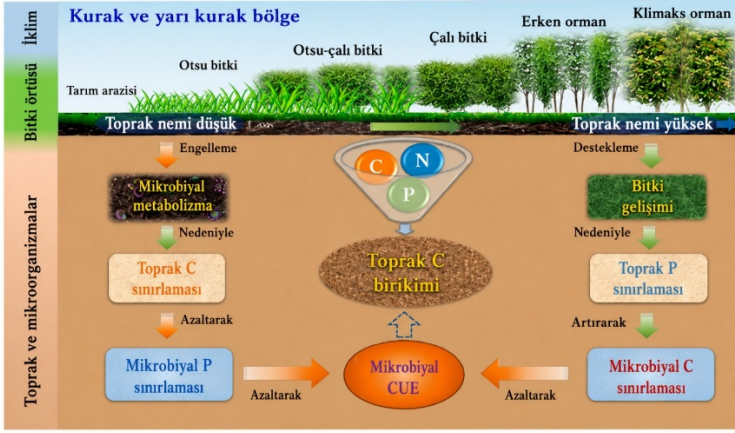 Kurak ve yarı kurak bölge
İklim
Bitki örtüsü
Toprak ve mikroorganizmalar
Tarım arazisi
Otsu bitki
Otsu-çalı bitki
Çalı bitki
Erken orman
Klimaks orman
Toprak nemi düşük
Toprak nemi yüksek
Engelleme
Mikrobiyal
metabolizma
Nedeniyle
Toprak C
sınırlaması
Azaltarak
Mikrobiyal P
sınırlaması
Azaltarak
C
N
P
Toprak C
birikimi
Mikrobiyal
CUE
Destekleme
Bitki
gelişimi
Nedeniyle
Toprak P
sınırlaması
Artırarak
Mikrobiyal C
sınırlaması
Azaltarak